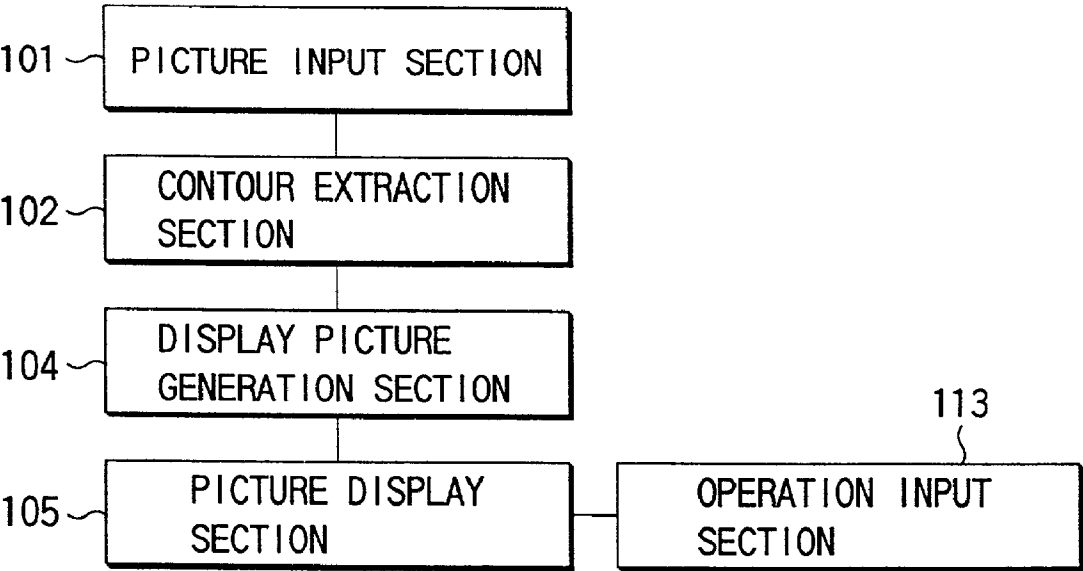 101
PICTURE INPUT SECTION
102
CONTOUR EXTRACTION
SECTION
104
DISPLAY PICTURE
GENERATION SECTION
113
105
PICTURE DISPLAY
SECTION
OPERATION INPUT
SECTION